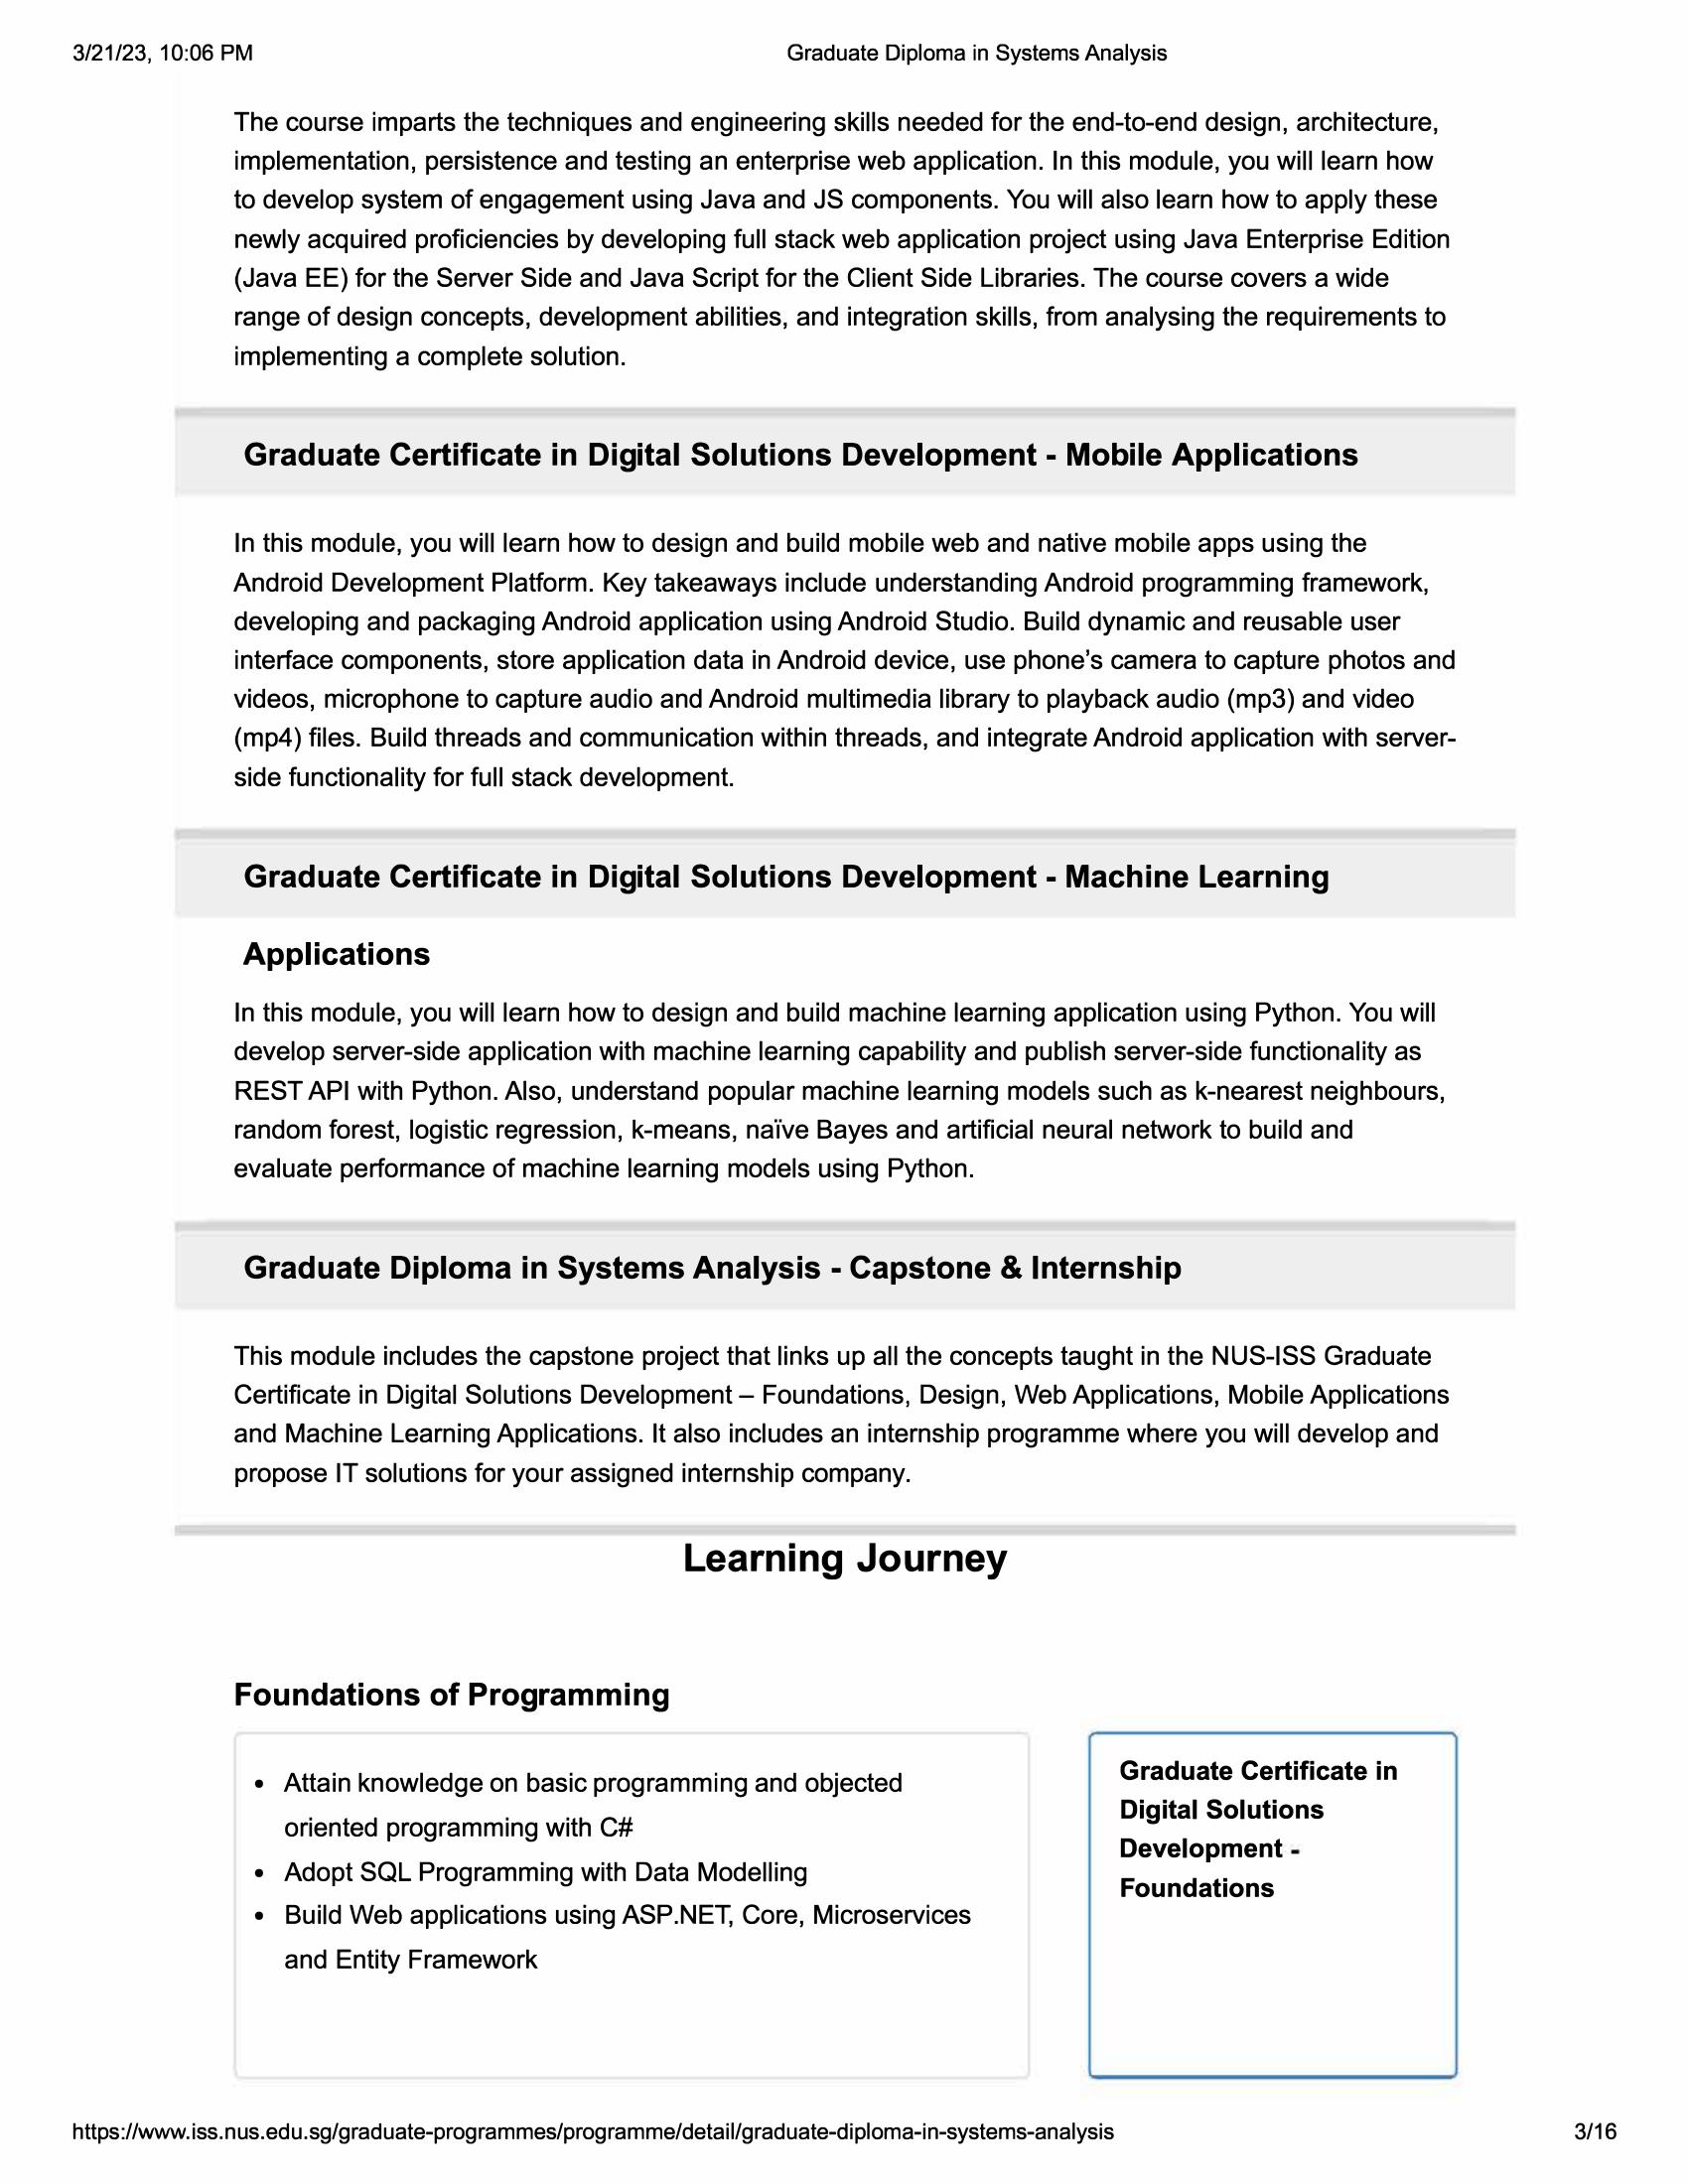 3/21/23, 10:06 PM
Graduate Diploma in Systems Analysis
The course imparts the techniques and engineering skills needed for the end-to-end design, architecture,
implementation, persistence and testing an enterprise web application. In this module, you will learn how
to develop system of engagement using Java and JS components. You will also learn how to apply these
newly acquired proficiencies by developing full stack web application project using Java Enterprise Edition
(Java EE) for the Server Side and Java Script for the Client Side Libraries. The course covers a wide
range of design concepts, development abilities, and integration skills, from analysing the requirements to
implementing a complete solution.
Graduate Certificate in Digital Solutions Development - Mobile Applications
In this module, you will learn how to design and build mobile web and native mobile apps using the
Android Development Platform. Key takeaways include understanding Android programming framework,
developing and packaging Android application using Android Studio. Build dynamic and reusable user
interface components, store application data in Android device, use phone’s camera to capture photos and
videos, microphone to capture audio and Android multimedia library to playback audio (mp3) and video
(mp4) files. Build threads and communication within threads, and integrate Android application with server-
side functionality for full stack development.
Graduate Certificate in Digital Solutions Development - Machine Learning
Applications
In this module, you will learn how to design and build machine learning application using Python. You will
develop server-side application with machine learning capability and publish server-side functionality as
REST API with Python. Also, understand popular machine learning models such as k-nearest neighbours,
random forest, logistic regression, k-means, naïve Bayes and artificial neural network to build and
evaluate performance of machine learning models using Python.
Graduate Diploma in Systems Analysis - Capstone & Internship
This module includes the capstone project that links up all the concepts taught in the NUS-ISS Graduate
Certificate in Digital Solutions Development – Foundations, Design, Web Applications, Mobile Applications
and Machine Learning Applications. It also includes an internship programme where you will develop and
propose IT solutions for your assigned internship company.
Learning Journey
Foundations of Programming
• Attain knowledge on basic programming and objected
oriented programming with C#
• Adopt SQL Programming with Data Modelling
• Build Web applications using ASP.NET, Core, Microservices
and Entity Framework
Graduate Certificate in
Digital Solutions
Development -
Foundations
https://www.iss.nus.edu.sg/graduate-programmes/programme/detail/graduate-diploma-in-systems-analysis
3/16